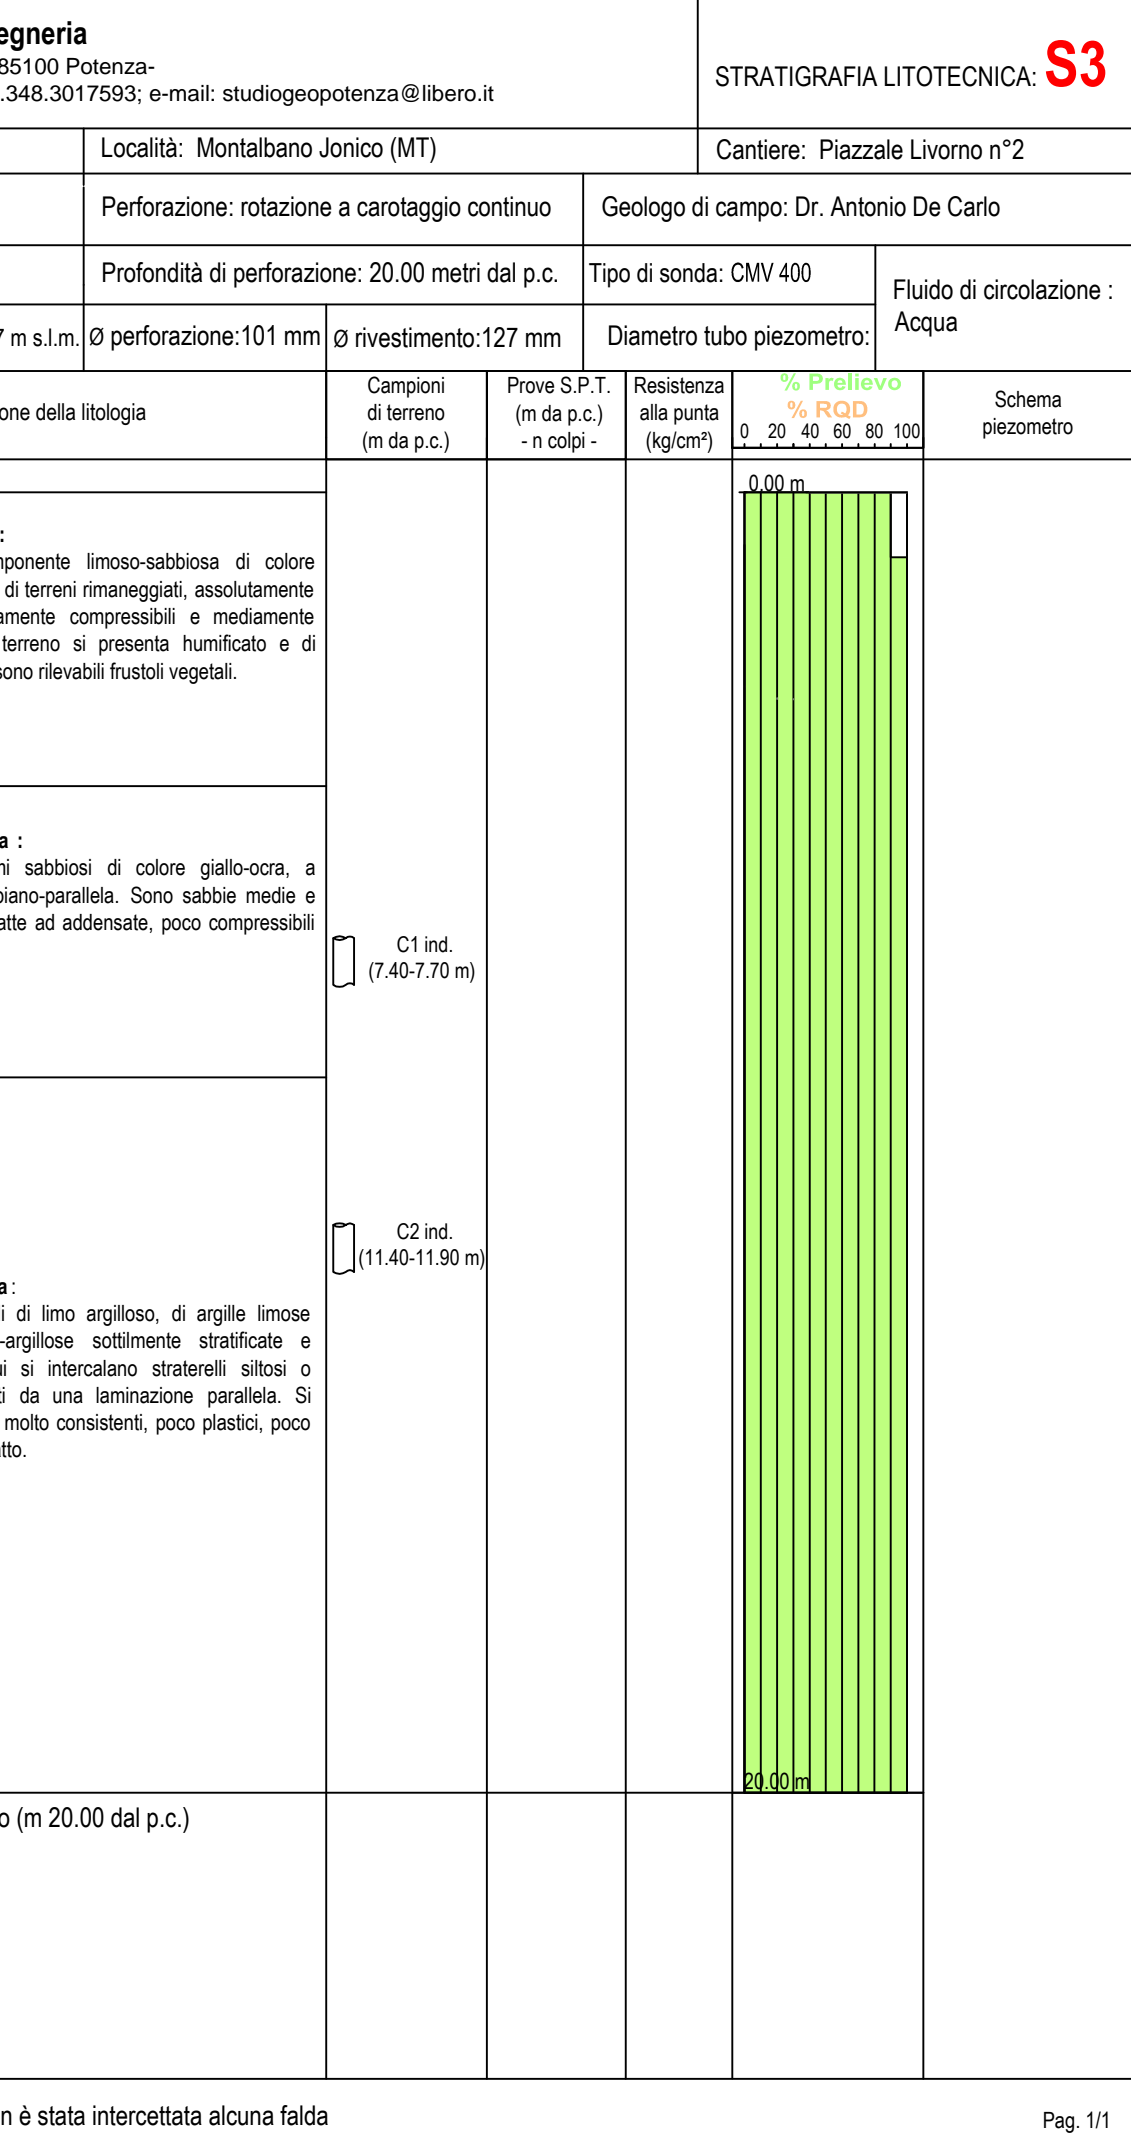 egneria
85100 Potenza-
.348.3017593; e-mail: studiogeopotenza@libero.it
STRATIGRAFIA LITOTECNICA: S3
Località: Montalbano Jonico (MT)
Cantiere: Piazzale Livorno n°2
Perforazione: rotazione a carotaggio continuo
Geologo di campo: Dr. Antonio De Carlo
Profondità di perforazione: 20.00 metri dal p.c.
Tipo di sonda: CMV 400
Fluido di circolazione :
Acqua
7 m s.l.m.
Ø perforazione:101 mm
Ø rivestimento:127 mm
Diametro tubo piezometro:
one della litologia
Campioni
di terreno
(m da p.c.)
Prove S.P.T.
(m da p.c.)
- n colpi -
Resistenza
alla punta
(kg/cm²)
% Prelievo
% RQD
0 20 40 60 80 100
Schema
piezometro
0.00 m
:
mponente limoso-sabbiosa di colore
di terreni rimaneggiati, assolutamente
amente compressibili e mediamente
terreno si presenta humificato e di
sono rilevabili frustoli vegetali.
a :
ni sabbiosi di colore giallo-ocra, a
piano-parallela. Sono sabbie medie e
atte ad addensate, poco compressibili
C1 ind.
(7.40-7.70 m)
C2 ind.
(11.40-11.90 m)
a :
i di limo argilloso, di argille limose
-argillose sottilmente stratificate e
ui si intercalano straterelli siltosi o
ti da una laminazione parallela. Si
molto consistenti, poco plastici, poco
tto.
20.00 m
o (m 20.00 dal p.c.)
n è stata intercettata alcuna falda
Pag. 1/1